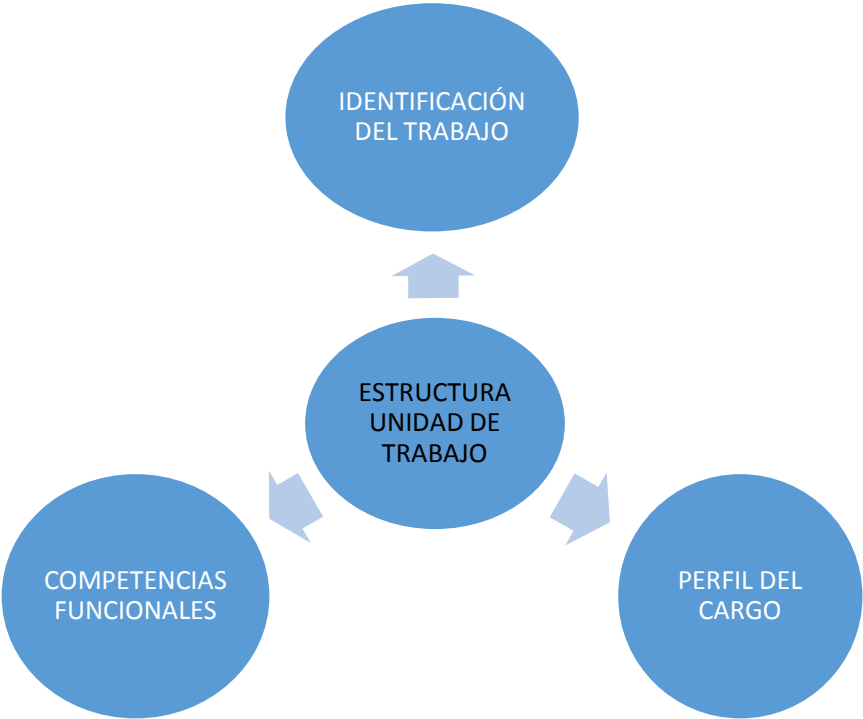 IDENTIFICACIÓN
DEL TRABAJO
ESTRUCTURA
UNIDAD DE
TRABAJO
COMPETENCIAS
FUNCIONALES
PERFIL DEL
CARGO